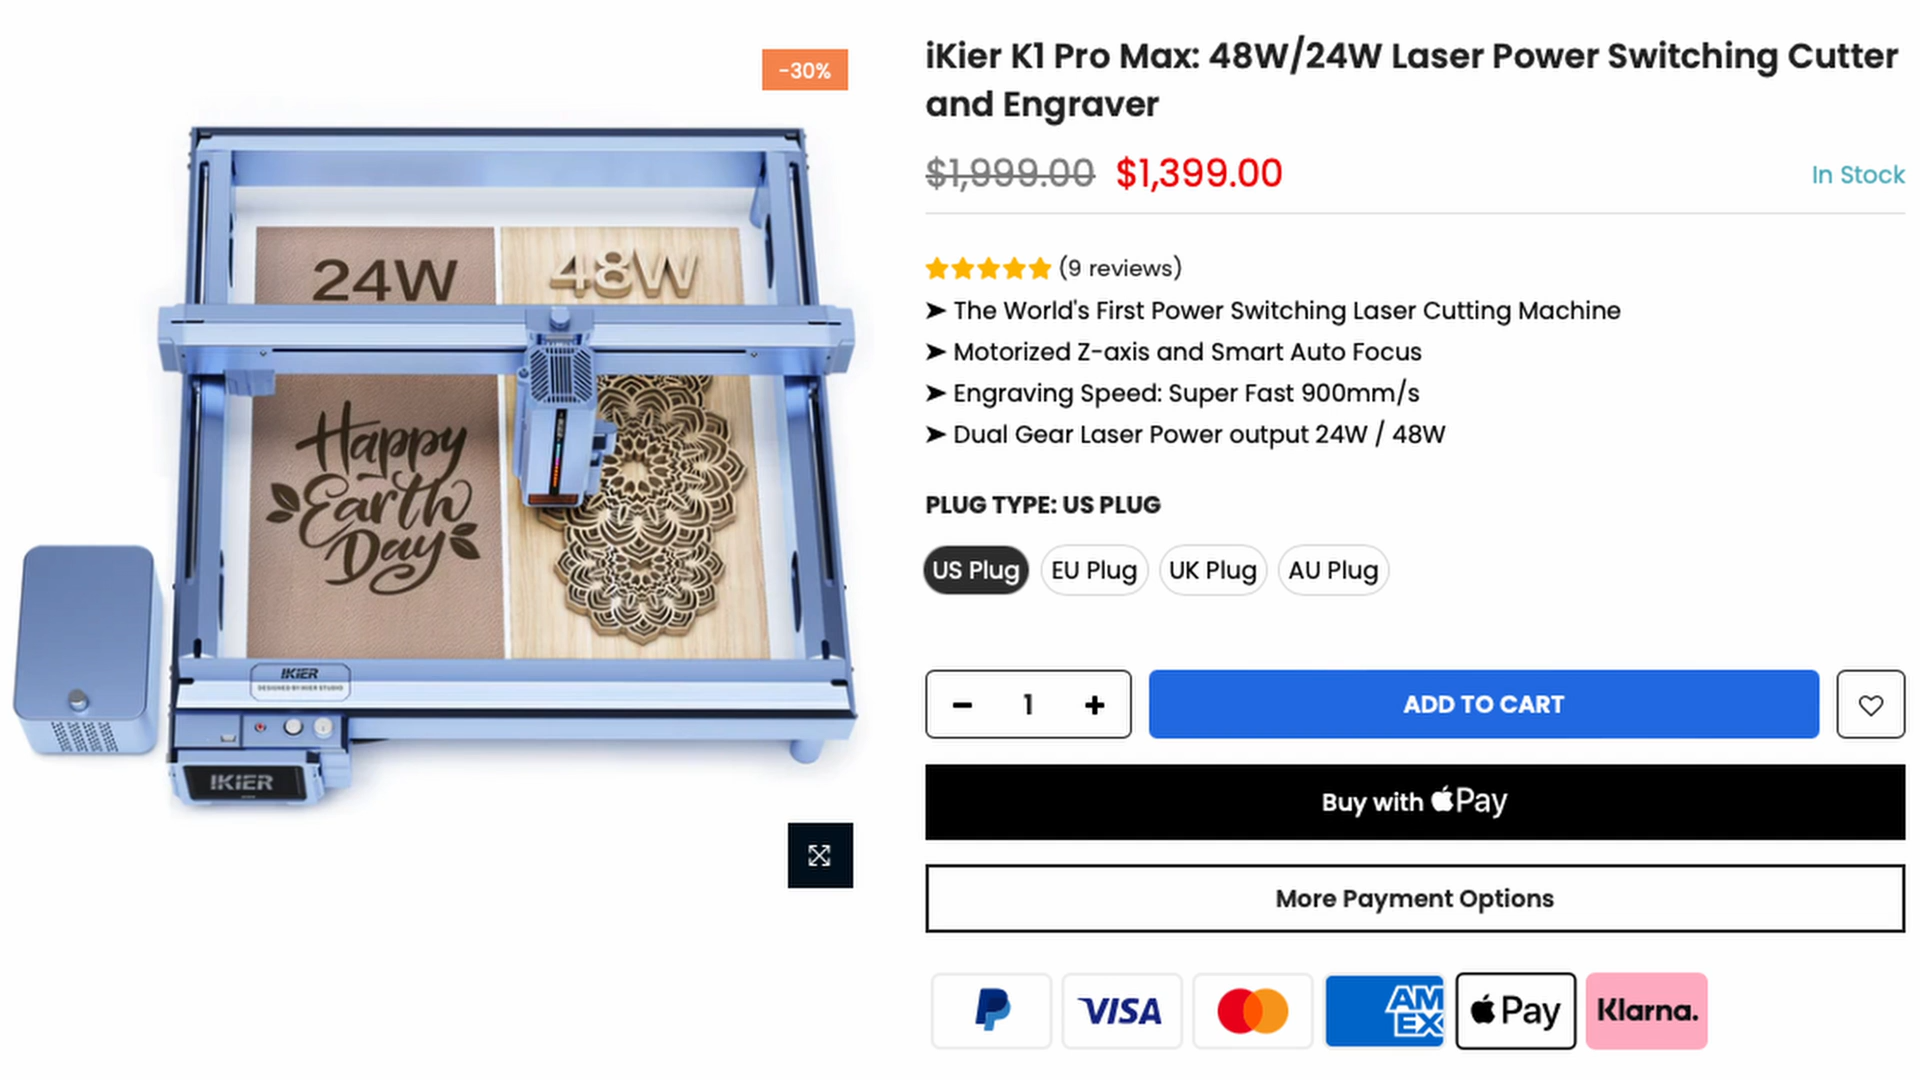 -30%
24W
48W
Happy
Earth
Day
IKIER
DESIGNED BY IKIER STUDIO
IKIER
iKier K1 Pro Max: 48W/24W Laser Power Switching Cutter
and Engraver
$1,999.00 $1,399.00
In Stock
(9 reviews)
➤ The World's First Power Switching Laser Cutting Machine
➤ Motorized Z-axis and Smart Auto Focus
➤ Engraving Speed: Super Fast 900mm/s
➤ Dual Gear Laser Power output 24W / 48W
PLUG TYPE: US PLUG
US Plug EU Plug UK Plug AU Plug
− 1 +
ADD TO CART
Buy with Pay
More Payment Options
VISA
AM
EX
Pay
Klarna.